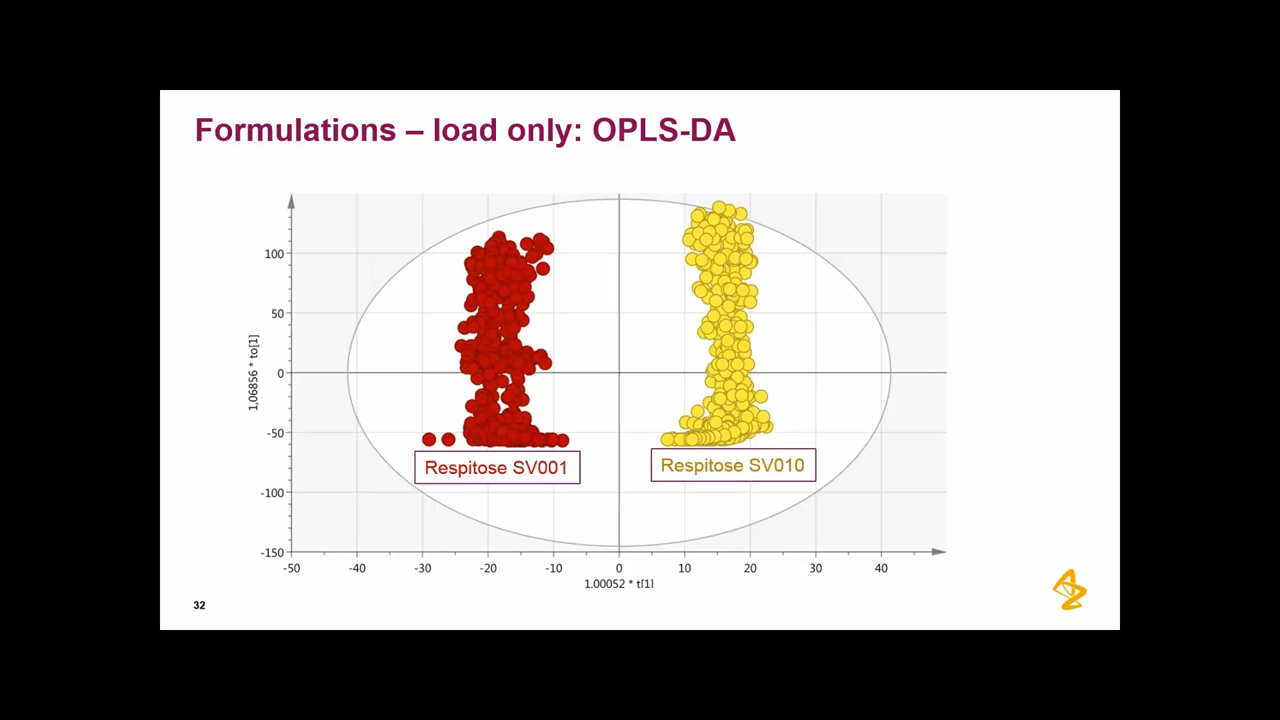 Formulations – load only: OPLS-DA
100
50
0
-50
-100
-150
1,06856 * to[1]
Respitose SV001
Respitose SV010
-50 -40 -30 -20 -10 0 10 20 30 40
1.00052 * t[1]
32